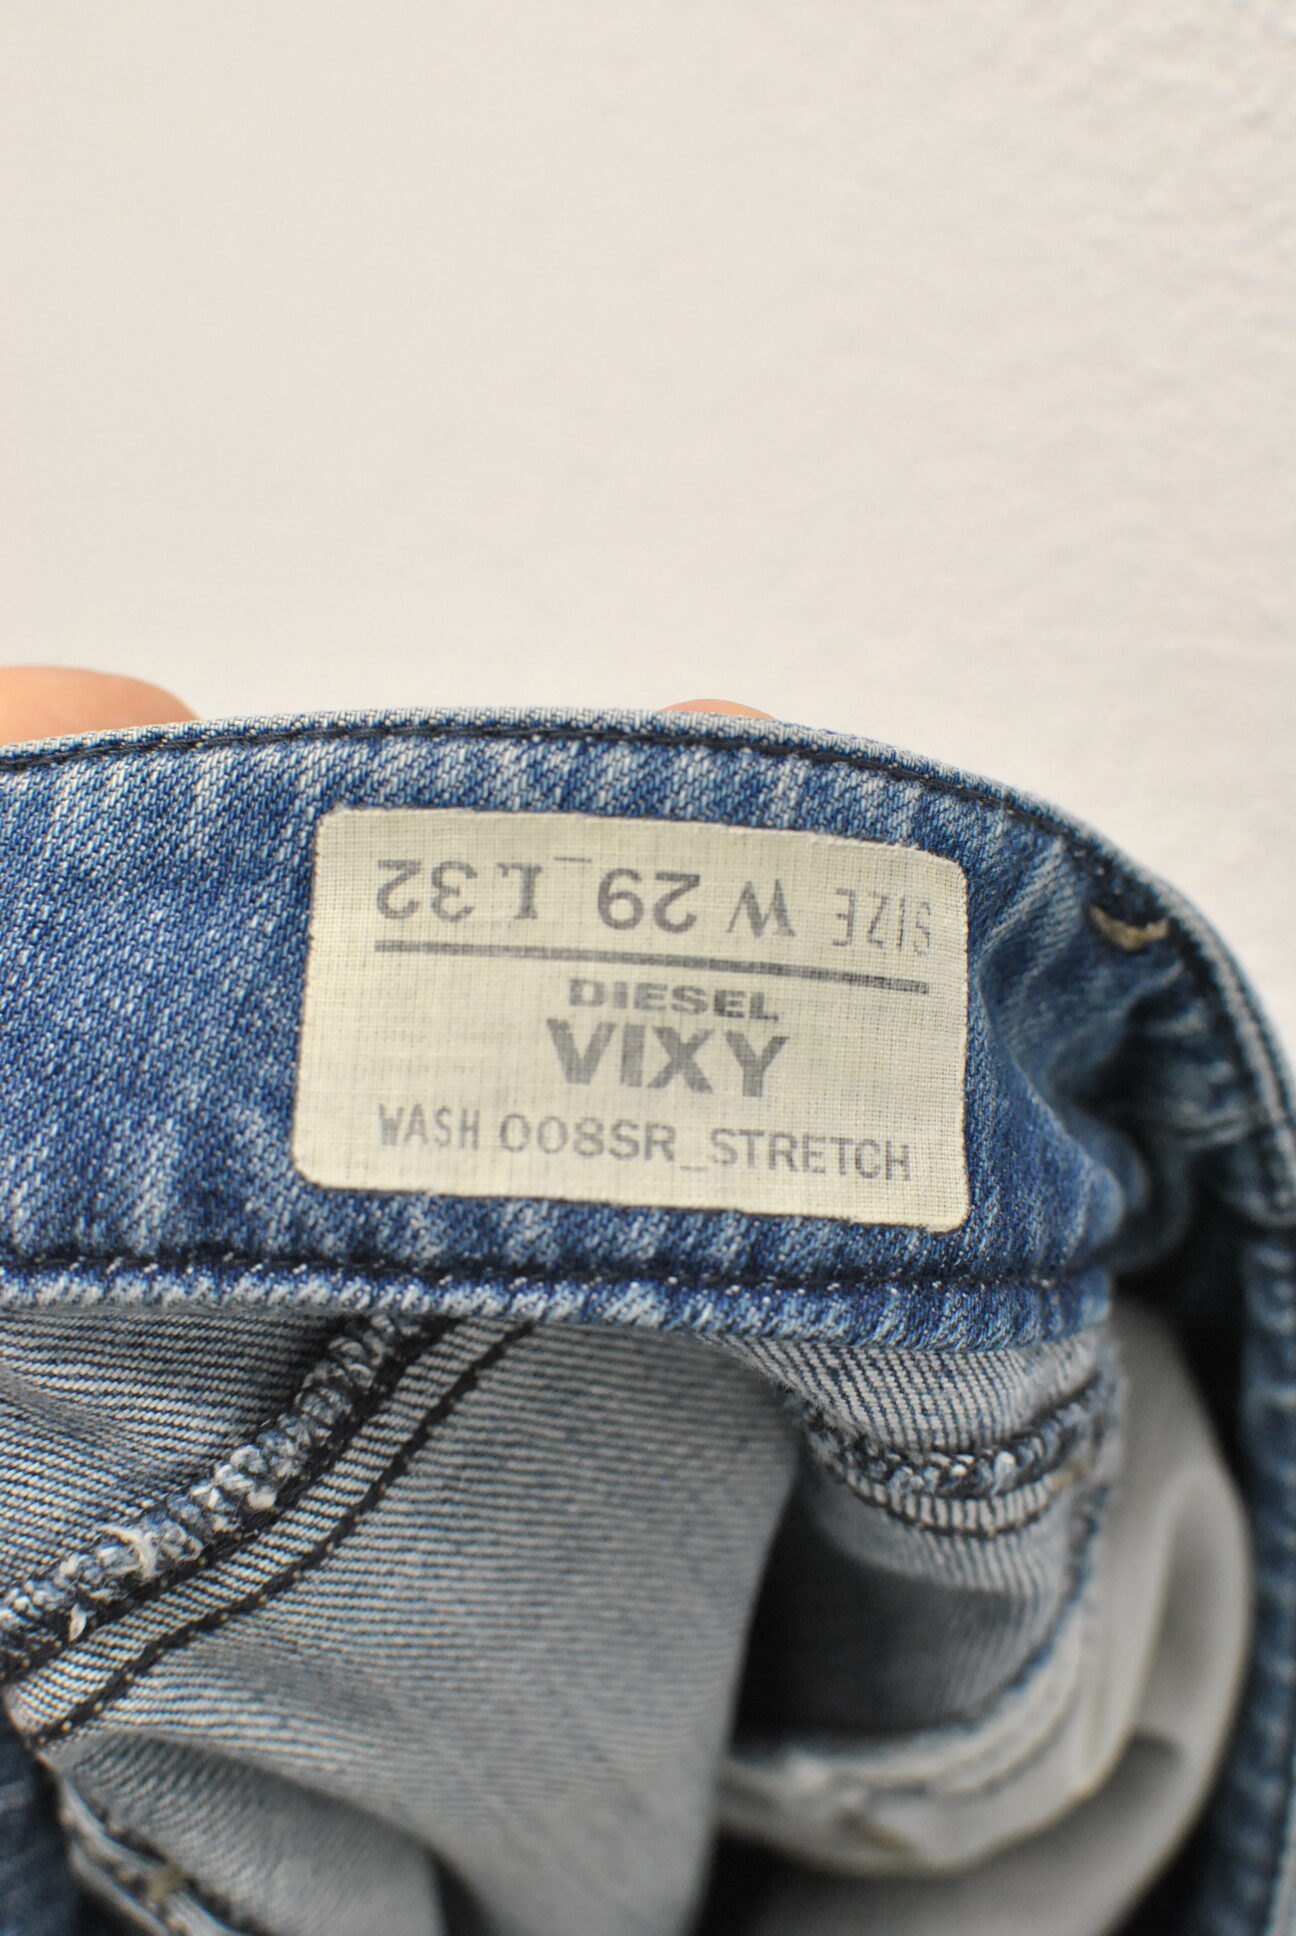 SIZE W 29_L 32
DIESEL
VIXY
WASH 008SR_STRETCH